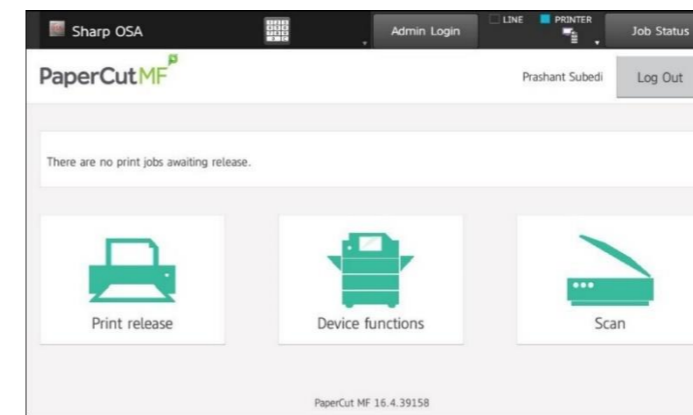 Sharp OSA
Admin Login
LINE
PRINTER
Job Status
PaperCutMF
Prashant Subedi
Log Out
There are no print jobs awaiting release.
Print release
Device functions
Scan
PaperCut MF 16.4.39158